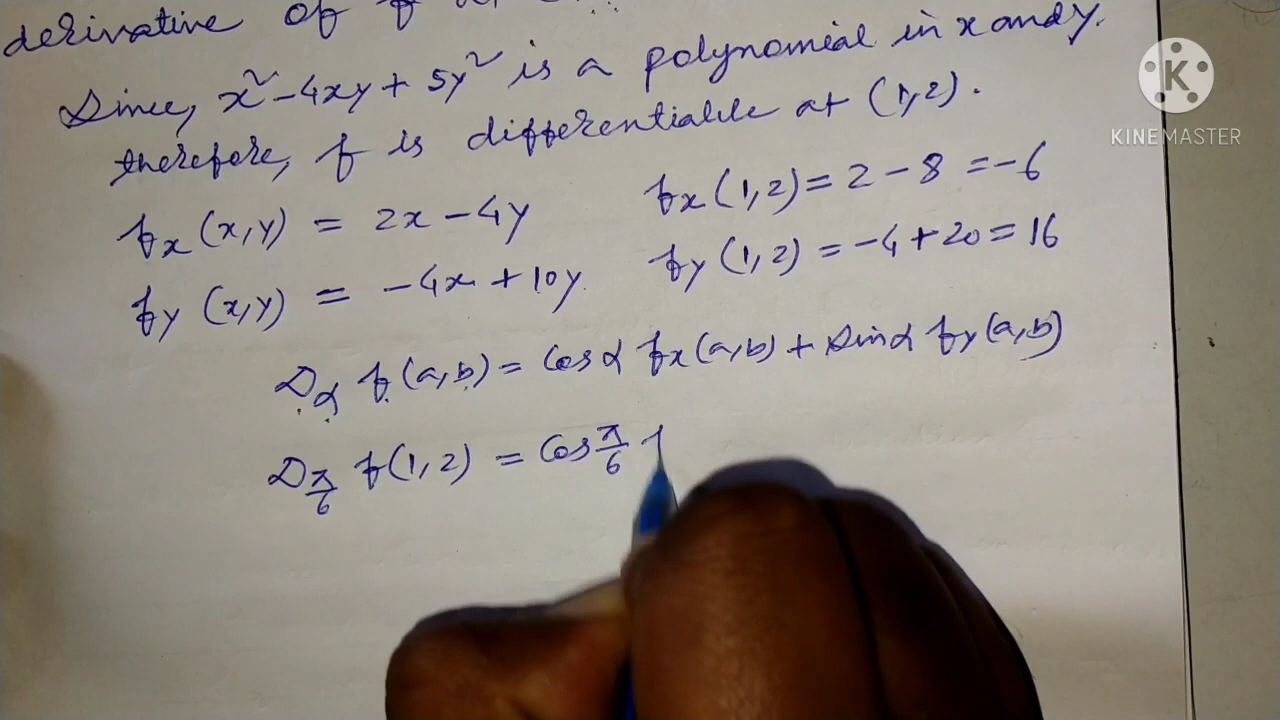 derivative of f
Since, x² - 4xy + 5y² is a polynomial in x and y.
therefore, f is differentiable at (1,2).
fx (x,y) = 2x - 4y
fx (1,2) = 2 - 8 = -6
fy (x,y) = -4x + 10y
fy (1,2) = -4 + 20 = 16
Dα f(a,b) = Cosα fx(a,b) + Sinα fy(a,b)
Dπ/6 f(1,2) = Cos π/6
K
KINEMASTER